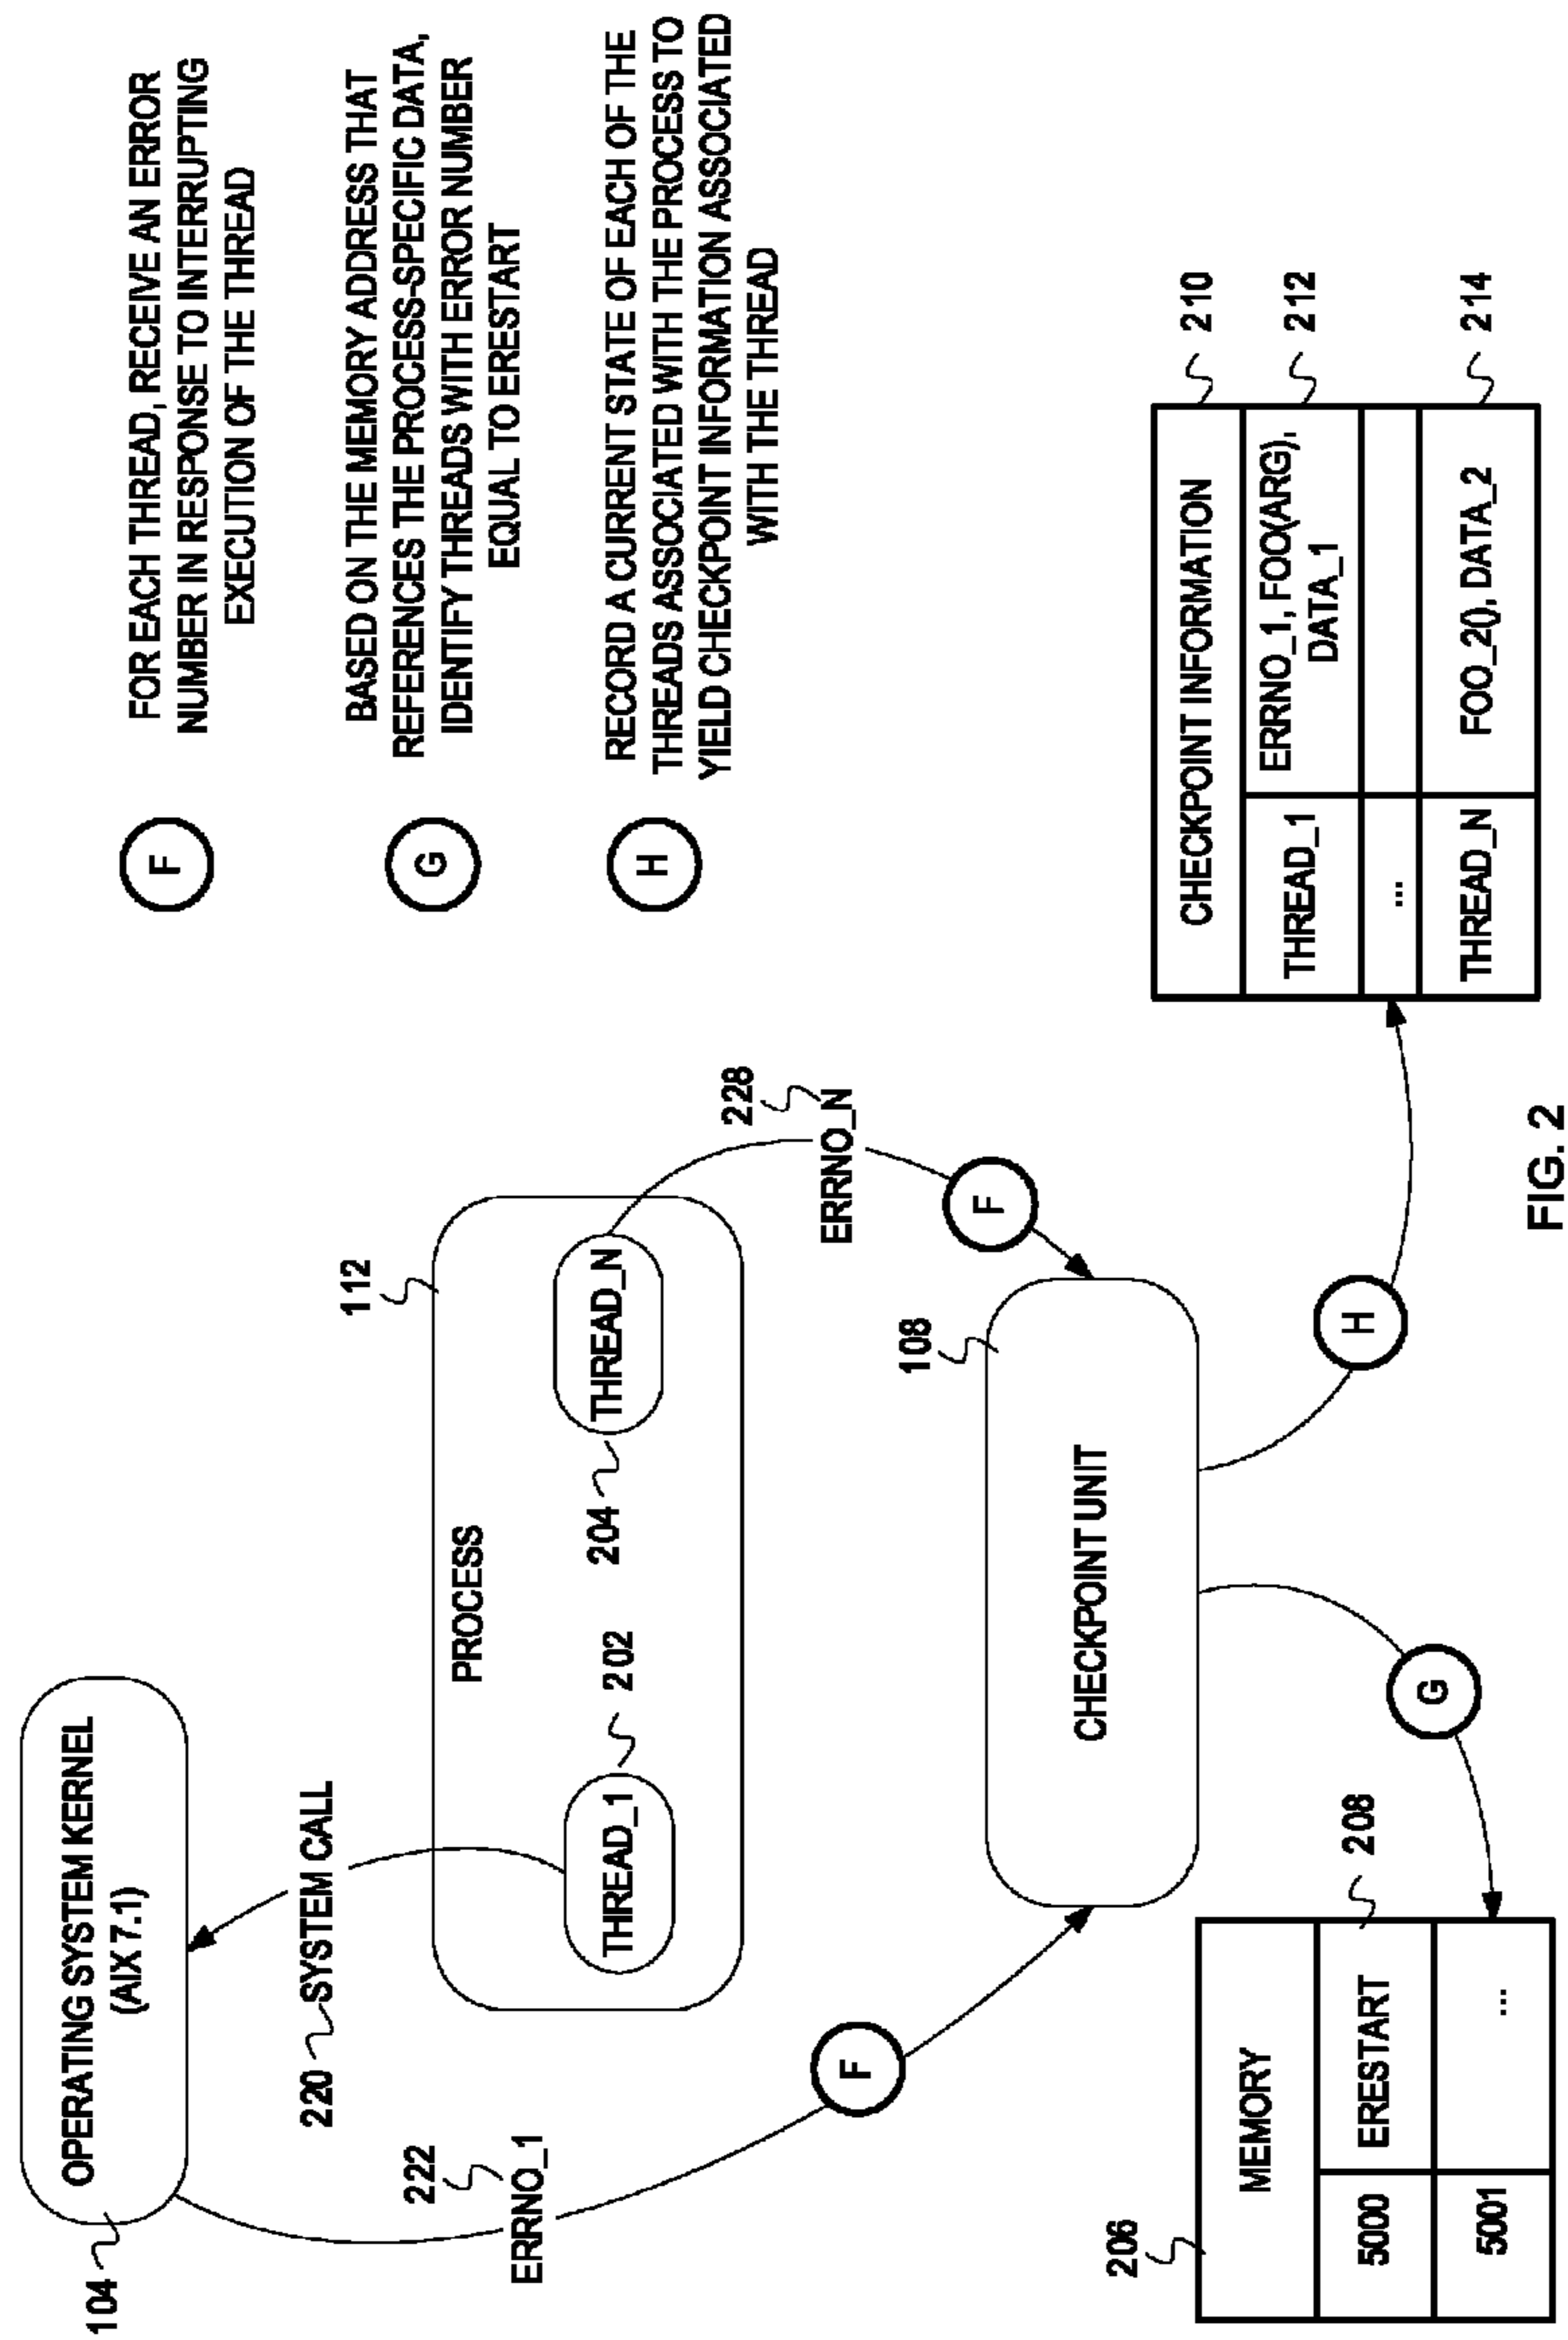 104
OPERATING SYSTEM KERNEL
(AIX 7.1)
220
SYSTEM CALL
222
ERRNO_1
F
112
PROCESS
THREAD_1
202
204
THREAD_N
228
ERRNO_N
F
108
CHECKPOINT UNIT
G
H
206
MEMORY
5000
ERESTART
208
5001
...
CHECKPOINT INFORMATION
210
THREAD_1
ERRNO_1, FOO(ARG),
DATA_1
212
...
THREAD_N
FOO_2(), DATA_2
214
F
FOR EACH THREAD, RECEIVE AN ERROR
NUMBER IN RESPONSE TO INTERRUPTING
EXECUTION OF THE THREAD
G
BASED ON THE MEMORY ADDRESS THAT
REFERENCES THE PROCESS-SPECIFIC DATA,
IDENTIFY THREADS WITH ERROR NUMBER
EQUAL TO ERESTART
H
RECORD A CURRENT STATE OF EACH OF THE
THREADS ASSOCIATED WITH THE PROCESS TO
YIELD CHECKPOINT INFORMATION ASSOCIATED
WITH THE THREAD
FIG. 2